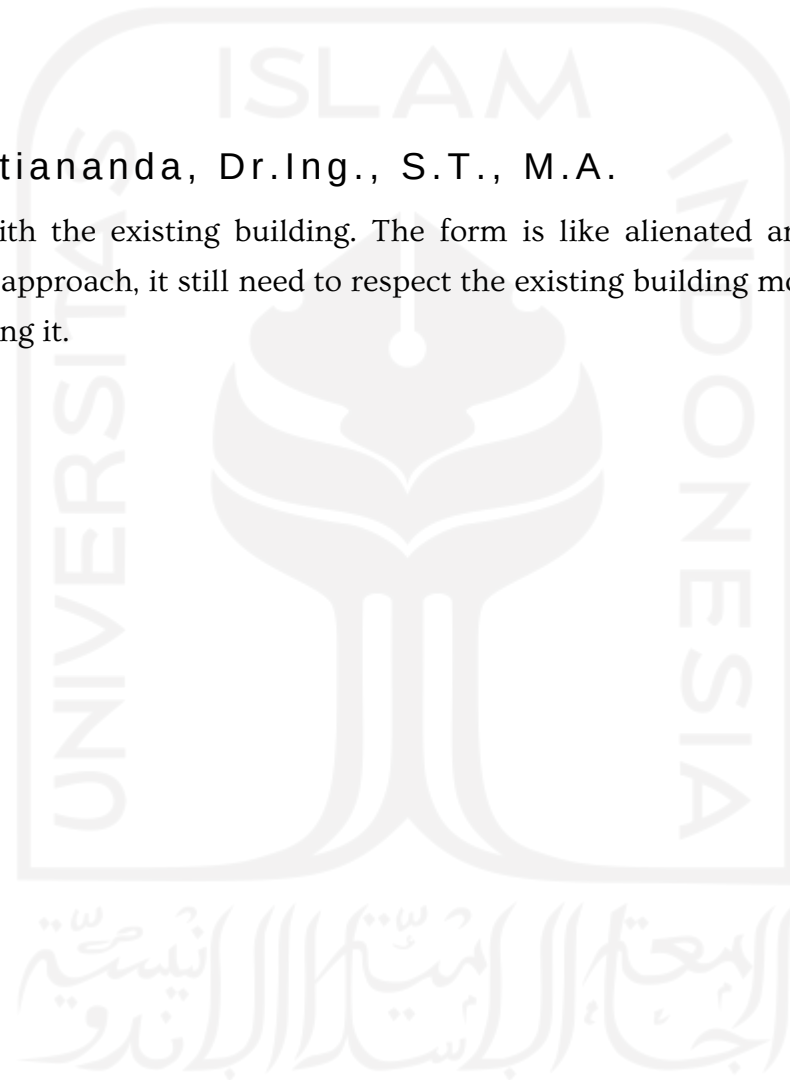 ISLAM
UNIVERSITAS
INDONESIA
tiananda, Dr.Ing., S.T., M.A.
ith the existing building. The form is like alienated ar
approach, it still need to respect the existing building mo
ng it.